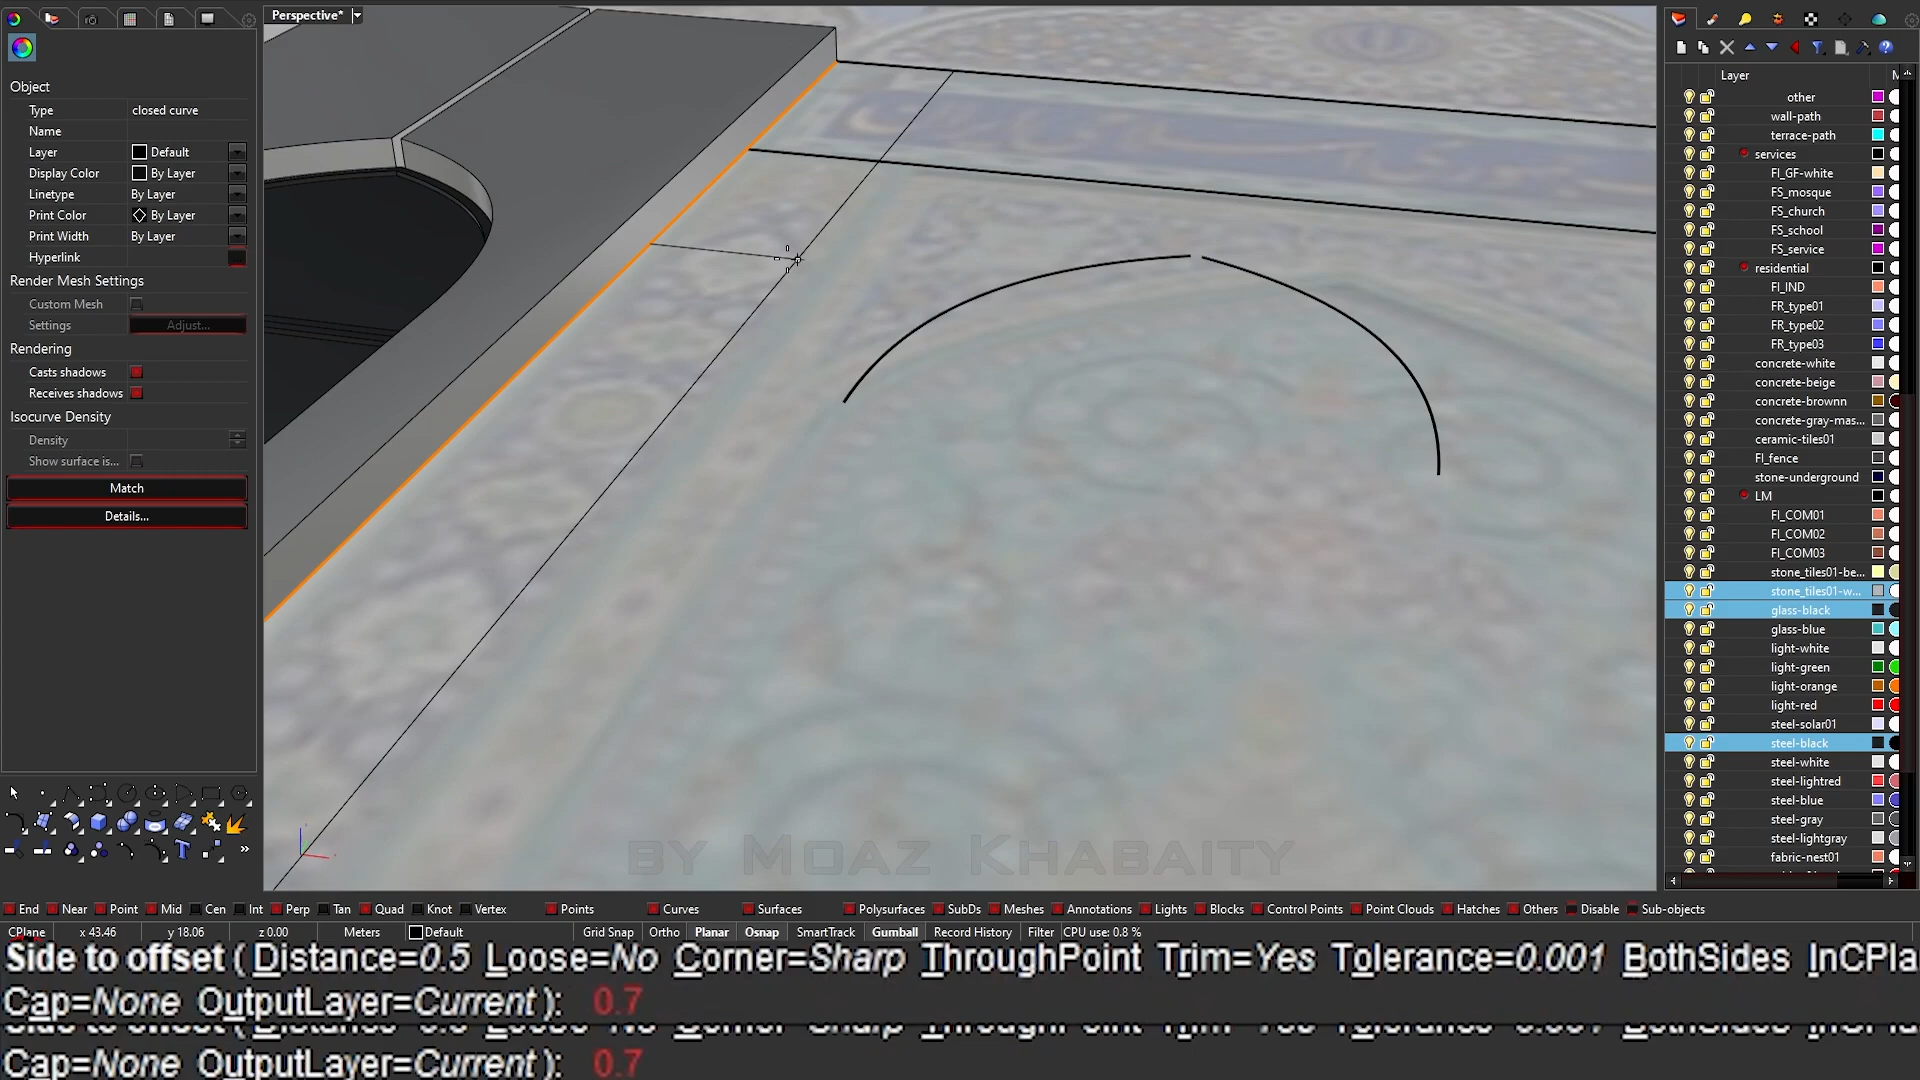 Perspective*
Layer
Object
Type closed curve
Name
Layer Default
Display Color By Layer
Linetype By Layer
Print Color By Layer
Print Width By Layer
Hyperlink
Render Mesh Settings
Custom Mesh
Settings Adjust...
Rendering
Casts shadows
Receives shadows
Isocurve Density
Density
Show surface is...
Match
Details...
other
wall-path
terrace-path
services
FI_GF-white
FS_mosque
FS_church
FS_school
FS_service
residential
FI_IND
FR_type01
FR_type02
FR_type03
concrete-white
concrete-beige
concrete-brownn
concrete-gray-mas...
ceramic-tiles01
FI_fence
stone-underground
LM
FI_COM01
FI_COM02
FI_COM03
stone_tiles01-be...
stone_tiles01-w...
glass-black
glass-blue
light-white
light-green
light-orange
light-red
steel-solar01
steel-black
steel-white
steel-lightred
steel-blue
steel-gray
steel-lightgray
fabric-nest01
BY MOAZ KHABAITY
End Near Point Mid Cen Int Perp Tan Quad Knot Vertex Points Curves Surfaces Polysurfaces SubDs Meshes Annotations Lights Blocks Control Points Point Clouds Hatches Others Disable Sub-objects
CPlane x 43.46 y 18.06 z 0.00 Meters Default Grid Snap Ortho Planar Osnap SmartTrack Gumball Record History Filter CPU use: 0.8 %
Side to offset ( Distance=0.5 Loose=No Corner=Sharp ThroughPoint Trim=Yes Tolerance=0.001 BothSides InCPla
Cap=None OutputLayer=Current ): 0.7
Cap=None OutputLayer=Current ): 0.7